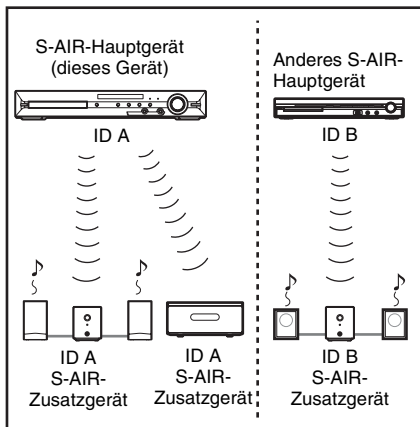 S-AIR-Hauptgerät
(dieses Gerät)
ID A
ID A
S-AIR-
Zusatzgerät
ID A
S-AIR-
Zusatzgerät
Anderes S-AIR-
Hauptgerät
ID B
ID B
S-AIR-
Zusatzgerät